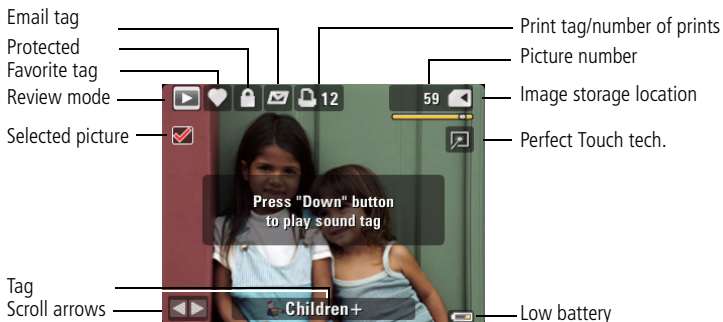 Email tag
Protected
Favorite tag
Review mode
Selected picture
Tag
Scroll arrows
12
59
Press "Down" button
to play sound tag
Children+
Print tag/number of prints
Picture number
Image storage location
Perfect Touch tech.
Low battery